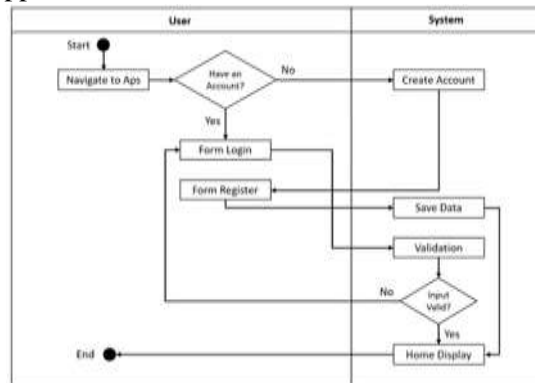 User
System
Start
Navigate to Aps
Have an
Account?
No
Create Account
Yes
Form Login
Form Register
Save Data
Validation
No
Input
Valid?
Yes
End
Home Display